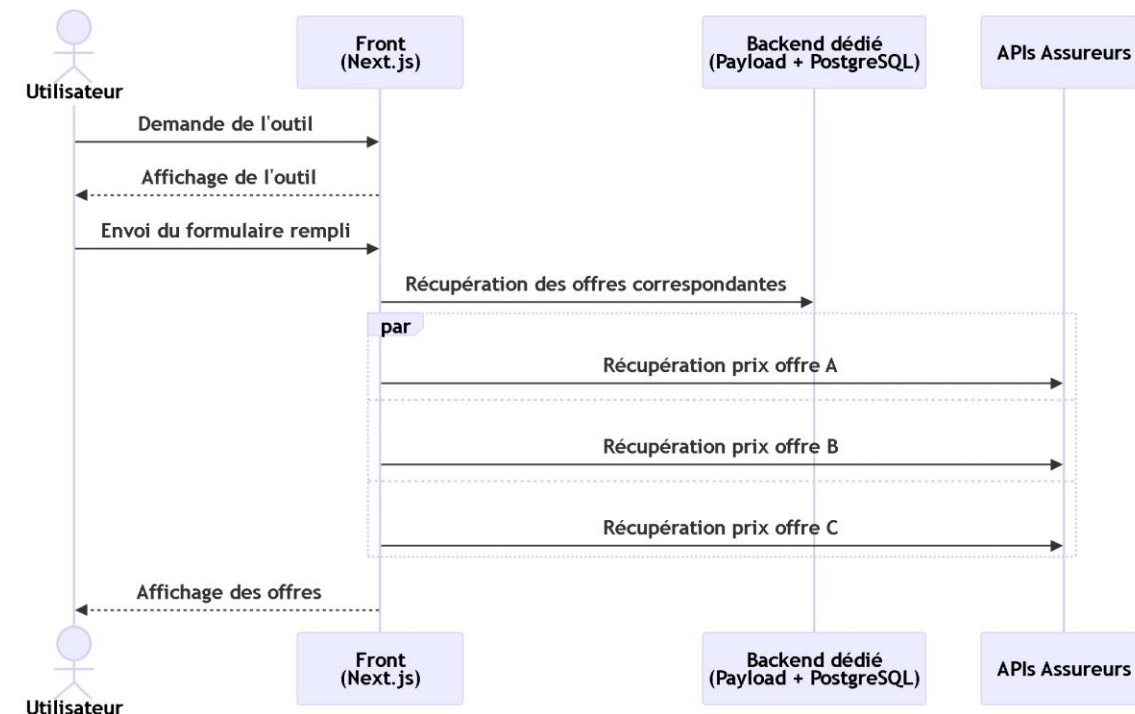 Utilisateur
Front
(Next.js)
Backend dédié
(Payload + PostgreSQL)
APIs Assureurs
Demande de l'outil
Affichage de l'outil
Envoi du formulaire rempli
Récupération des offres correspondantes
par
Récupération prix offre A
Récupération prix offre B
Récupération prix offre C
Affichage des offres
Utilisateur
Front
(Next.js)
Backend dédié
(Payload + PostgreSQL)
APIs Assureurs